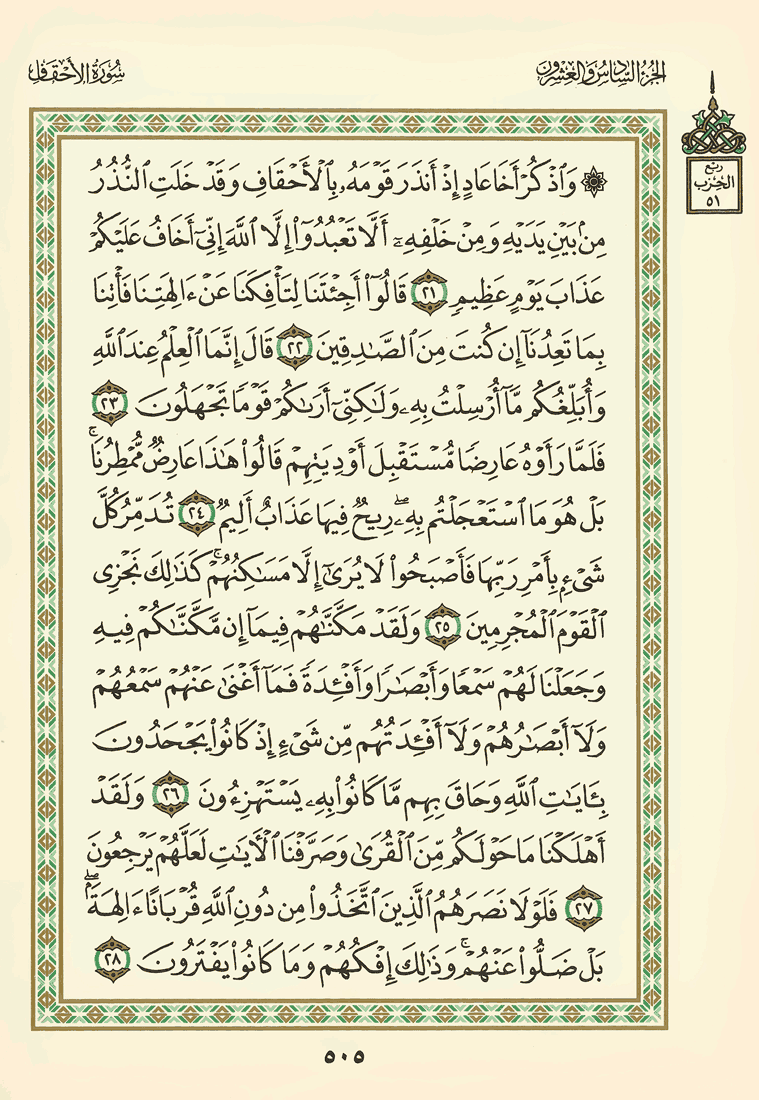 الجزء السادس والعشرون
سورة الأحقاف
ربع
الحزب
٥١
۞ وَٱذْكُرْ أَخَا عَادٍ إِذْ أَنذَرَ قَوْمَهُۥ بِٱلْأَحْقَافِ وَقَدْ خَلَتِ ٱلنُّذُرُ
مِنۢ بَيْنِ يَدَيْهِ وَمِنْ خَلْفِهِۦٓ أَلَّا تَعْبُدُوٓا۟ إِلَّا ٱللَّهَ إِنِّىٓ أَخَافُ عَلَيْكُمْ
عَذَابَ يَوْمٍ عَظِيمٍ ٢١ قَالُوٓا۟ أَجِئْتَنَا لِتَأْفِكَنَا عَنْ ءَالِهَتِنَا فَأْتِنَا
بِمَا تَعِدُنَآ إِن كُنتَ مِنَ ٱلصَّـٰدِقِينَ ٢٢ قَالَ إِنَّمَا ٱلْعِلْمُ عِندَ ٱللَّهِ
وَأُبَلِّغُكُم مَّآ أُرْسِلْتُ بِهِۦ وَلَـٰكِنِّىٓ أَرَىٰكُمْ قَوْمًا تَجْهَلُونَ ٢٣
فَلَمَّا رَأَوْهُ عَارِضًا مُّسْتَقْبِلَ أَوْدِيَتِهِمْ قَالُوا۟ هَـٰذَا عَارِضٌ مُّمْطِرُنَا ۚ
بَلْ هُوَ مَا ٱسْتَعْجَلْتُم بِهِۦ ۖ رِيحٌ فِيهَا عَذَابٌ أَلِيمٌ ٢٤ تُدَمِّرُ كُلَّ
شَىْءٍۭ بِأَمْرِ رَبِّهَا فَأَصْبَحُوا۟ لَا يُرَىٰٓ إِلَّا مَسَـٰكِنُهُمْ ۚ كَذَٰلِكَ نَجْزِى
ٱلْقَوْمَ ٱلْمُجْرِمِينَ ٢٥ وَلَقَدْ مَكَّنَّـٰهُمْ فِيمَآ إِن مَّكَّنَّـٰكُمْ فِيهِ
وَجَعَلْنَا لَهُمْ سَمْعًا وَأَبْصَـٰرًا وَأَفْـِٔدَةً فَمَآ أَغْنَىٰ عَنْهُمْ سَمْعُهُمْ
وَلَآ أَبْصَـٰرُهُمْ وَلَآ أَفْـِٔدَتُهُم مِّن شَىْءٍ إِذْ كَانُوا۟ يَجْحَدُونَ
بِـَٔايَـٰتِ ٱللَّهِ وَحَاقَ بِهِم مَّا كَانُوا۟ بِهِۦ يَسْتَهْزِءُونَ ٢٦ وَلَقَدْ
أَهْلَكْنَا مَا حَوْلَكُم مِّنَ ٱلْقُرَىٰ وَصَرَّفْنَا ٱلْـَٔايَـٰتِ لَعَلَّهُمْ يَرْجِعُونَ
٢٧ فَلَوْلَا نَصَرَهُمُ ٱلَّذِينَ ٱتَّخَذُوا۟ مِن دُونِ ٱللَّهِ قُرْبَانًا ءَالِهَةًۢ ۖ
بَلْ ضَلُّوا۟ عَنْهُمْ ۚ وَذَٰلِكَ إِفْكُهُمْ وَمَا كَانُوا۟ يَفْتَرُونَ ٢٨
٥٠٥